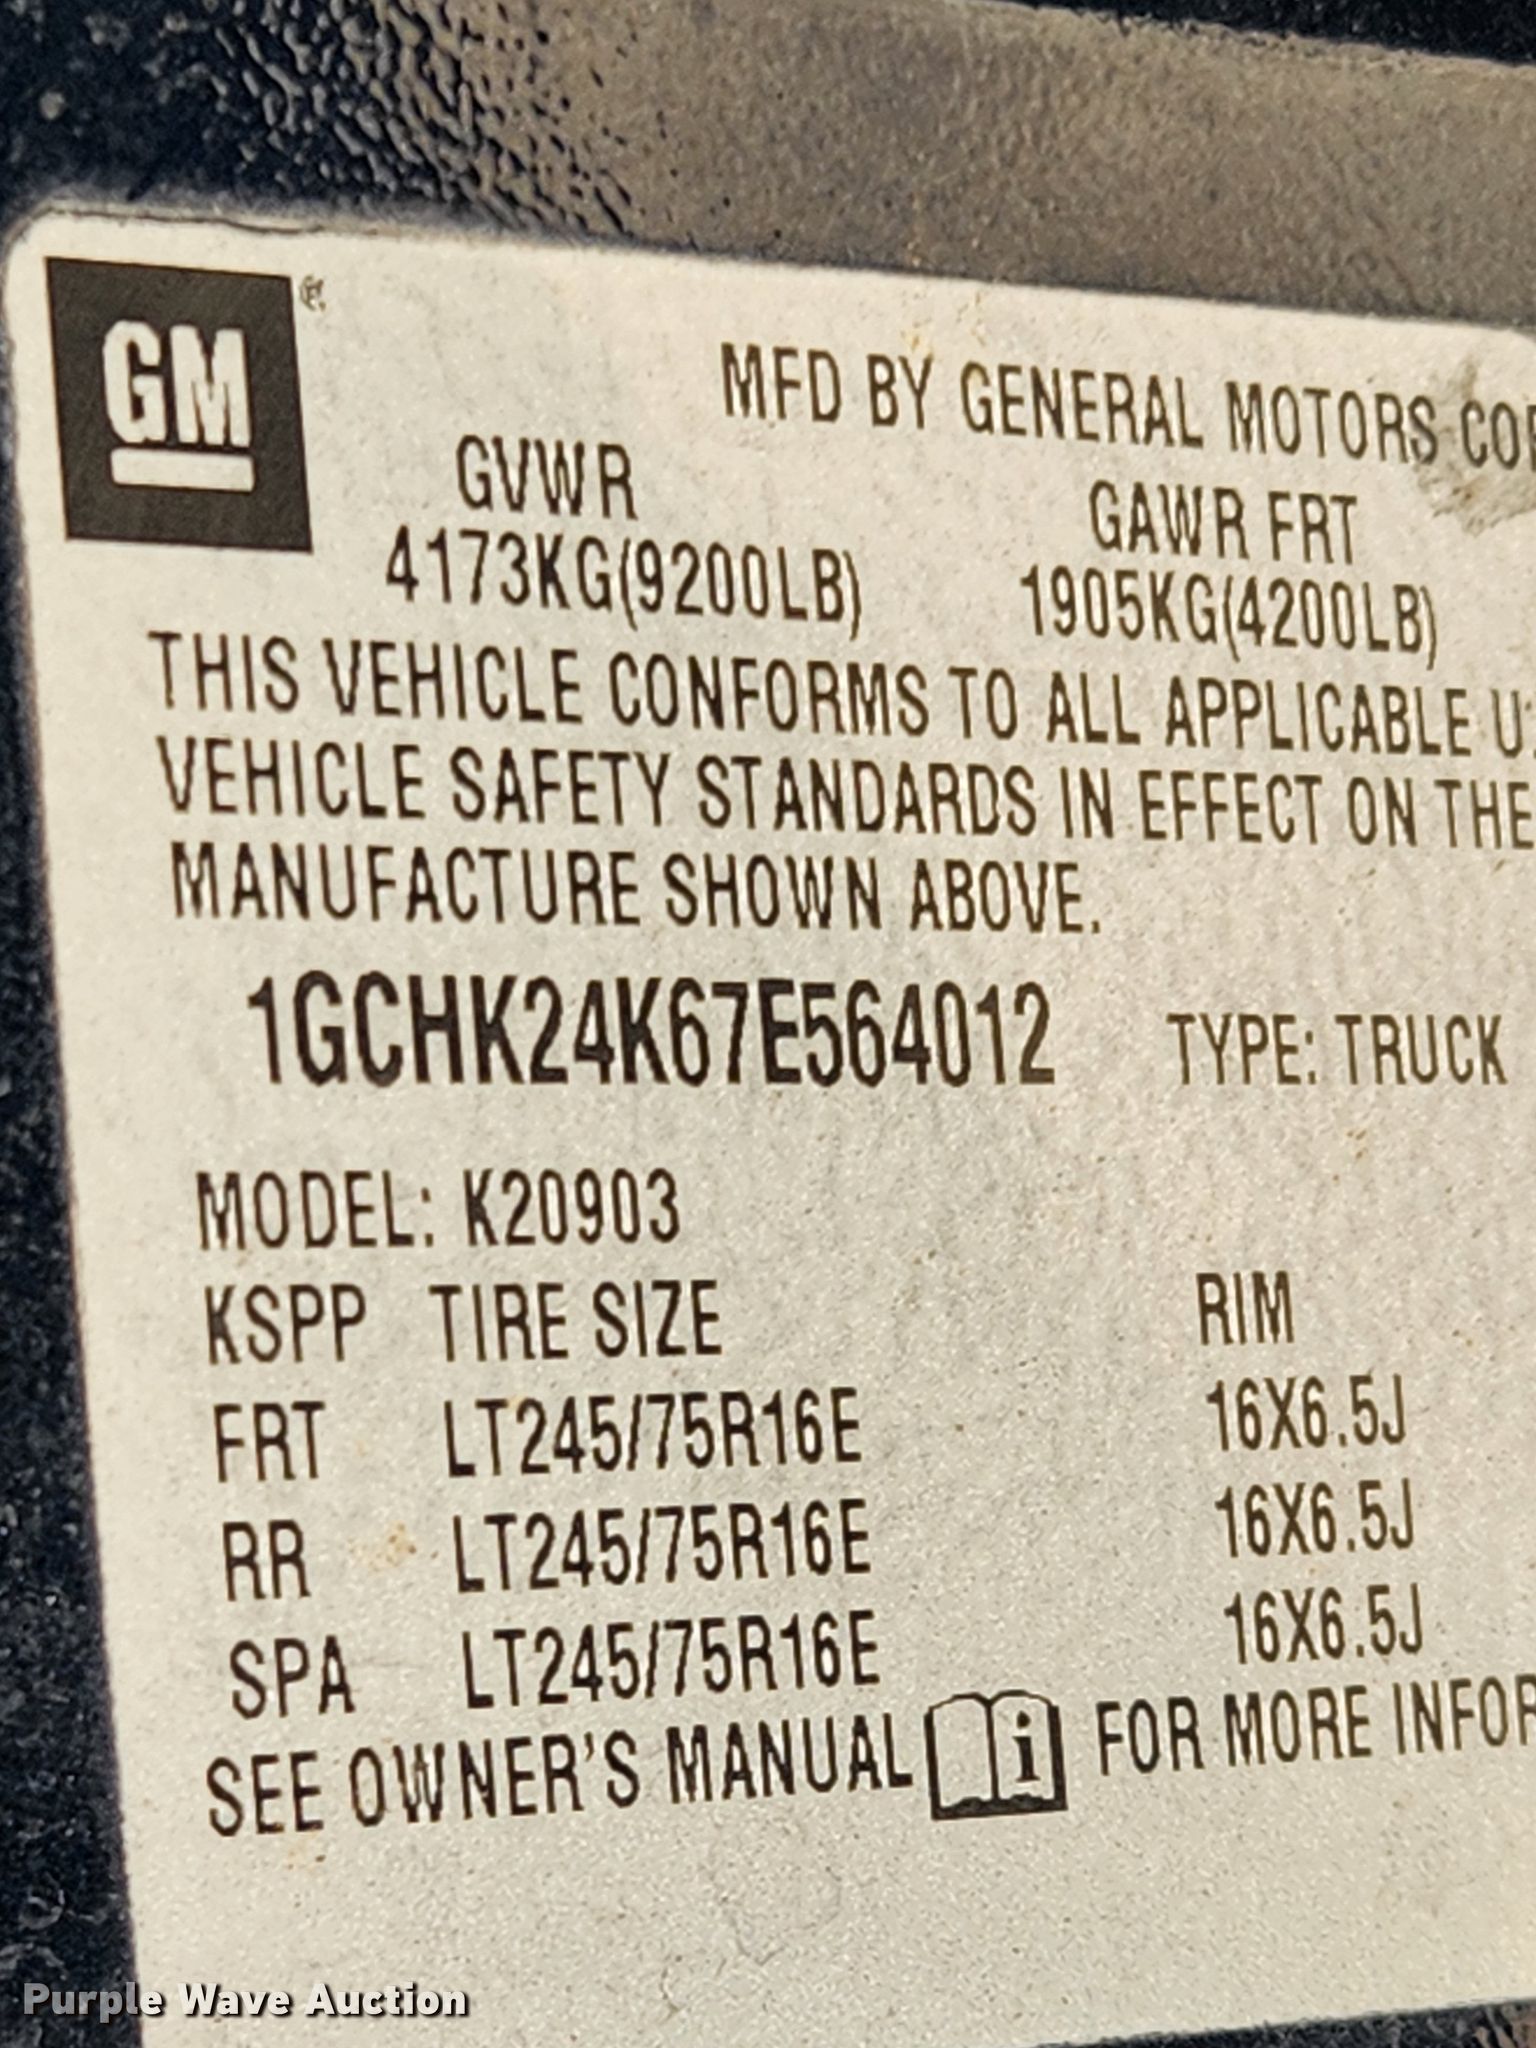 GM
MFD BY GENERAL MOTORS COR
GVWR GAWR FRT
4173KG(9200LB) 1905KG(4200LB)
THIS VEHICLE CONFORMS TO ALL APPLICABLE U.
VEHICLE SAFETY STANDARDS IN EFFECT ON THE
MANUFACTURE SHOWN ABOVE.
1GCHK24K67E564012 TYPE: TRUCK
MODEL: K20903
KSPP TIRE SIZE RIM
FRT LT245/75R16E 16X6.5J
RR LT245/75R16E 16X6.5J
SPA LT245/75R16E 16X6.5J
SEE OWNER'S MANUAL i FOR MORE INFOR
Purple Wave Auction